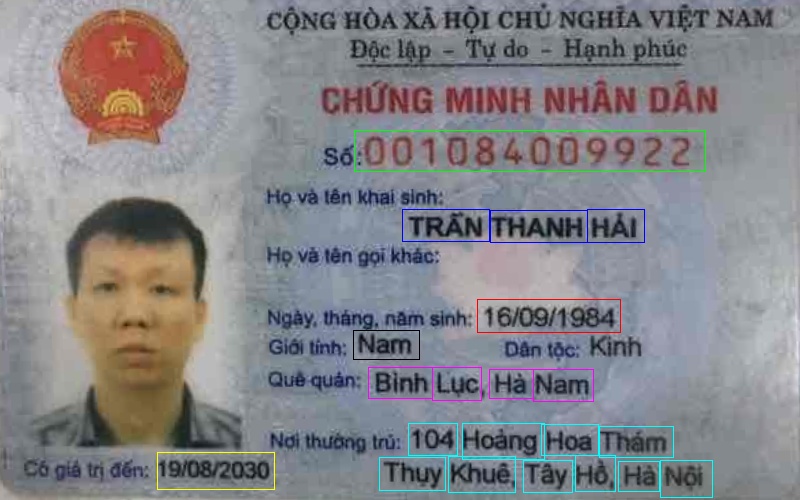 CỘNG HÒA XÃ HỘI CHỦ NGHĨA VIỆT NAM
Độc lập - Tự do - Hạnh phúc
CHỨNG MINH NHÂN DÂN
Số: 001084009922
Họ và tên khai sinh:
TRẦN THANH HẢI
Họ và tên gọi khác:
Ngày, tháng, năm sinh: 16/09/1984
Giới tính: Nam Dân tộc: Kinh
Quê quán: Bình Lục, Hà Nam
Nơi thường trú: 104 Hoàng Hoa Thám
Thụy Khuê, Tây Hồ, Hà Nội
Có giá trị đến: 19/08/2030